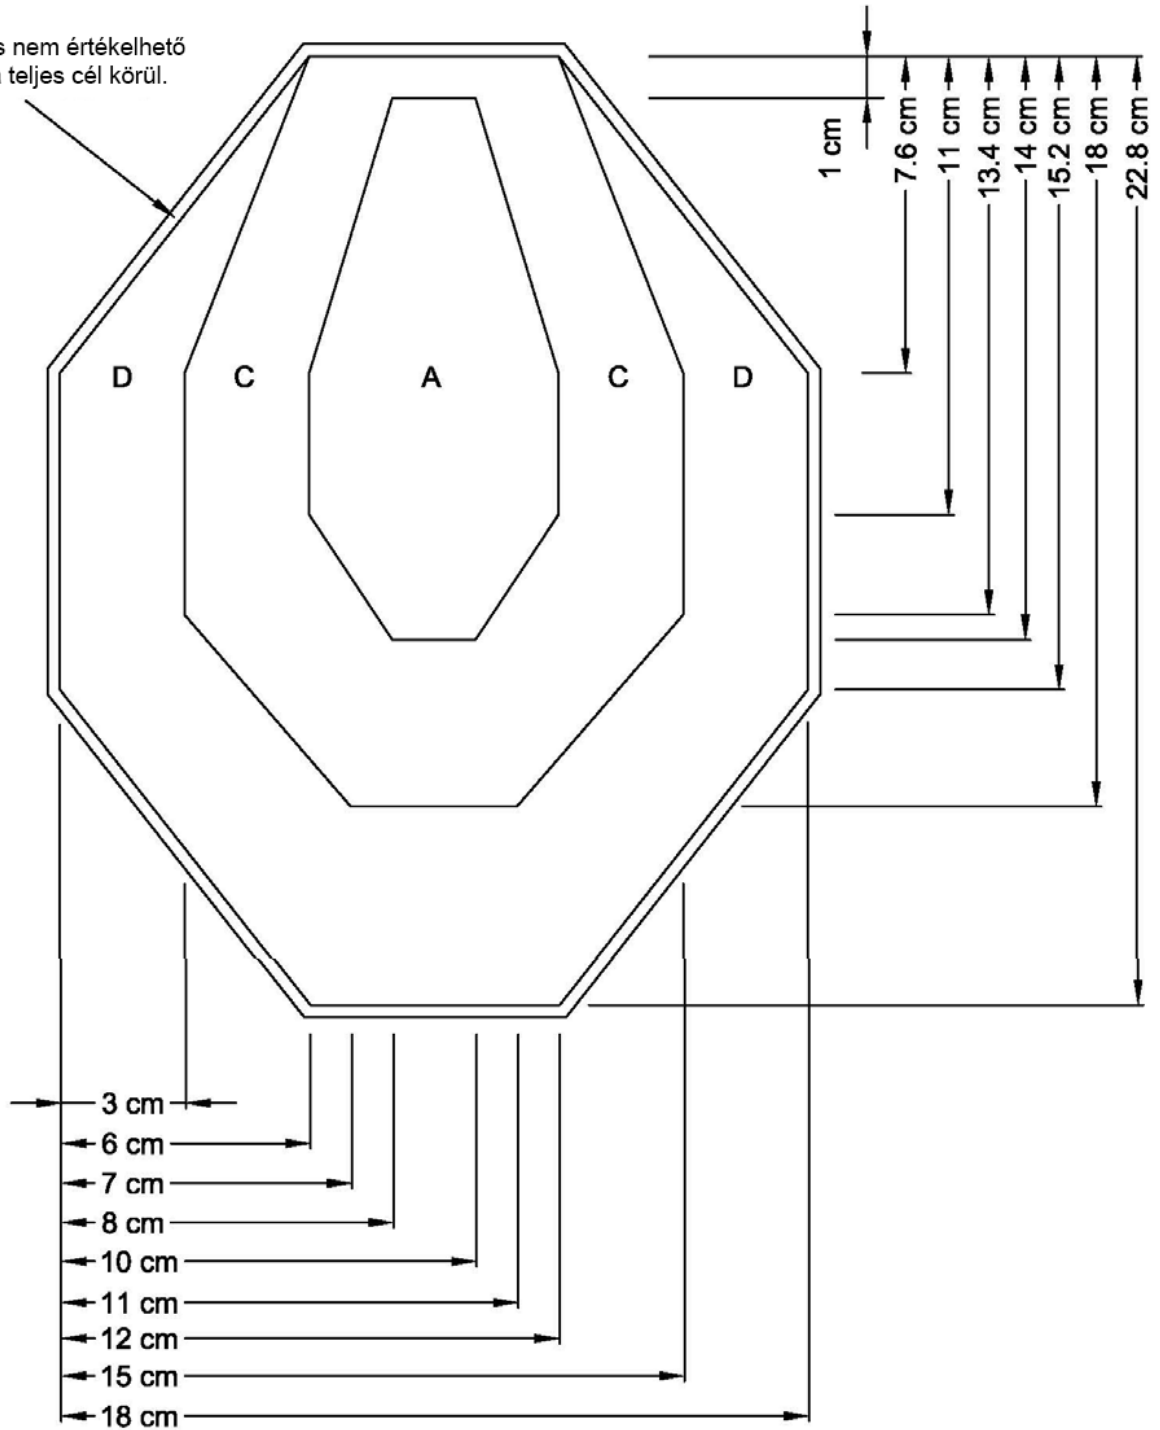 s nem értékelhető
teljes cél körül.
1 cm
7.6 cm
11 cm
13.4 cm
14 cm
15.2 cm
18 cm
22.8 cm
D C A C D
3 cm
6 cm
7 cm
8 cm
10 cm
11 cm
12 cm
15 cm
18 cm